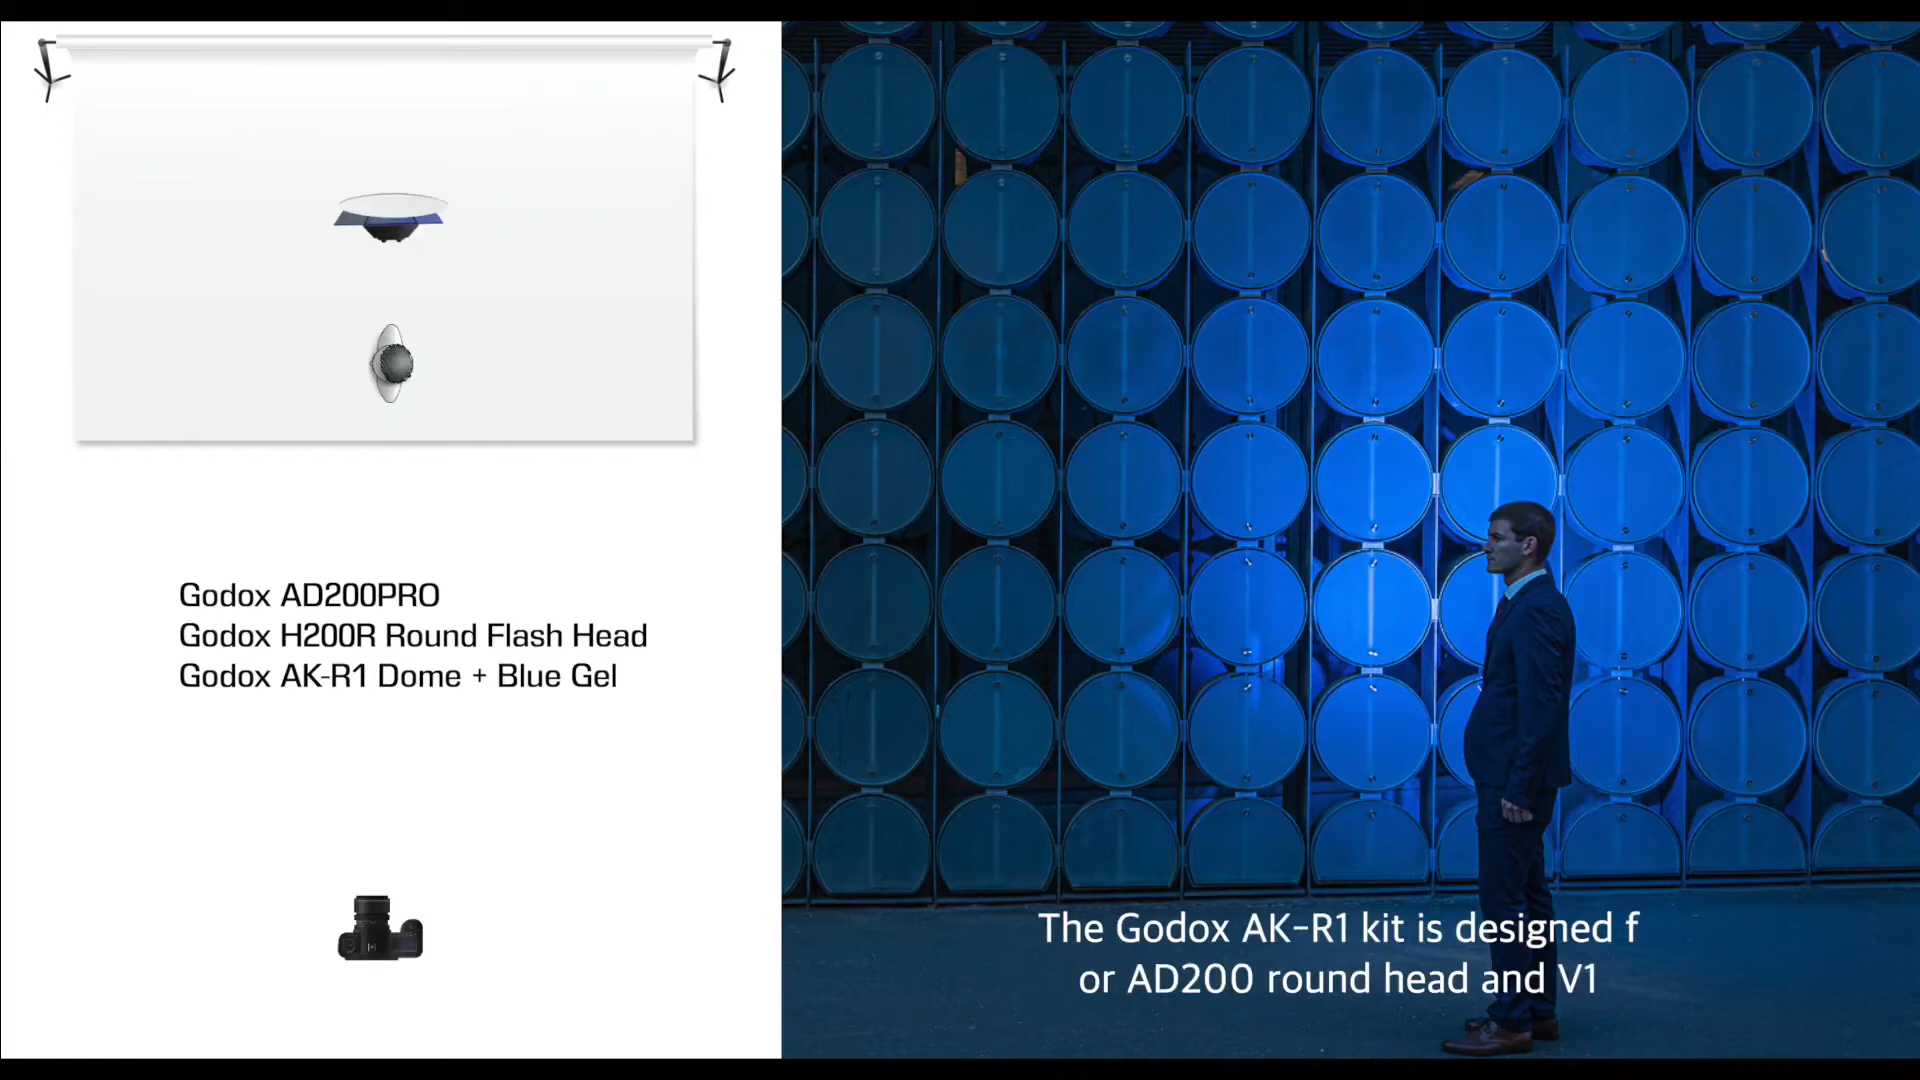 Godox AD200PRO
Godox H200R Round Flash Head
Godox AK-R1 Dome + Blue Gel
The Godox AK-R1 kit is designed f
or AD200 round head and V1